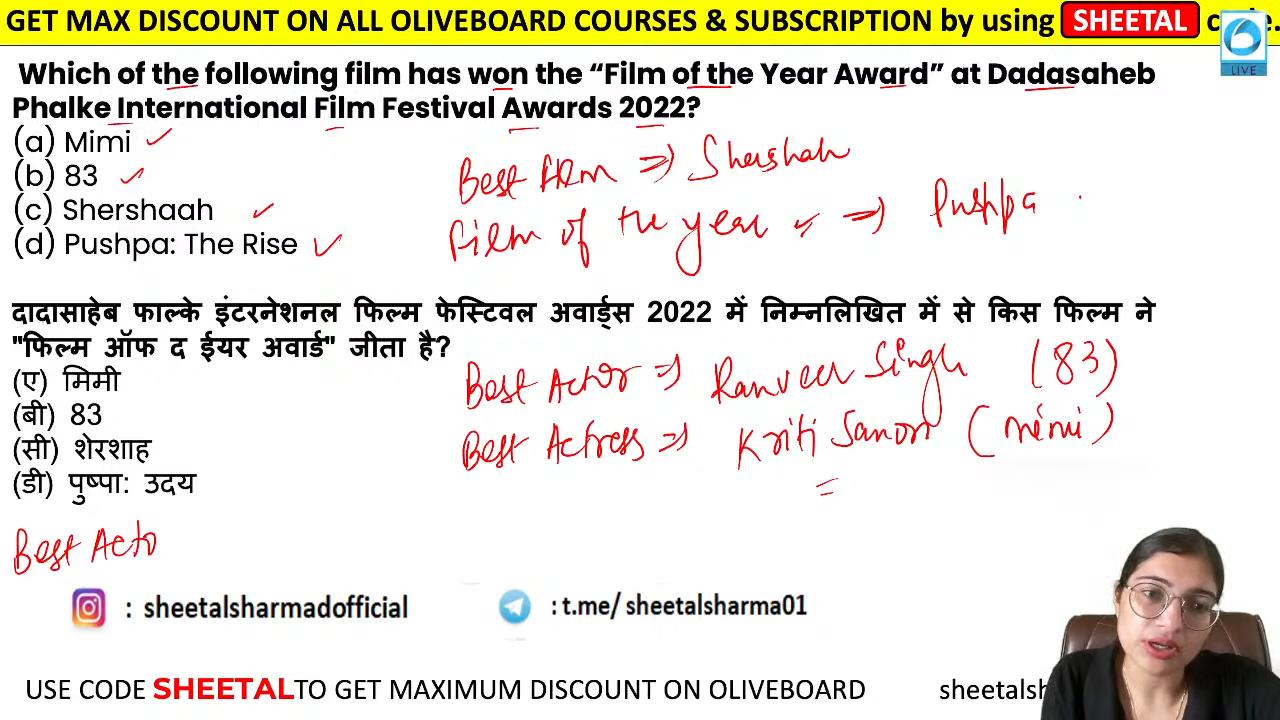 GET MAX DISCOUNT ON ALL OLIVEBOARD COURSES & SUBSCRIPTION by using SHEETAL code.
LIVE
Which of the following film has won the “Film of the Year Award” at Dadasaheb
Phalke International Film Festival Awards 2022?
(a) Mimi
(b) 83
(c) Shershaah
(d) Pushpa: The Rise
Best Film ⇒ Shershah
Film of the year ⇒ Pushpa
दादासाहेब फाल्के इंटरनेशनल फिल्म फेस्टिवल अवार्ड्स 2022 में निम्नलिखित में से किस फिल्म ने
"फिल्म ऑफ द ईयर अवार्ड" जीता है?
(ए) मिमी
(बी) 83
(सी) शेरशाह
(डी) पुष्पा: उदय
Best Actor ⇒ Ranveer Singh (83)
Best Actress ⇒ Kriti Sanon (mimi)
Best Acto
: sheetalsharmadofficial
: t.me/ sheetalsharma01
USE CODE SHEETAL TO GET MAXIMUM DISCOUNT ON OLIVEBOARD
sheetalsh